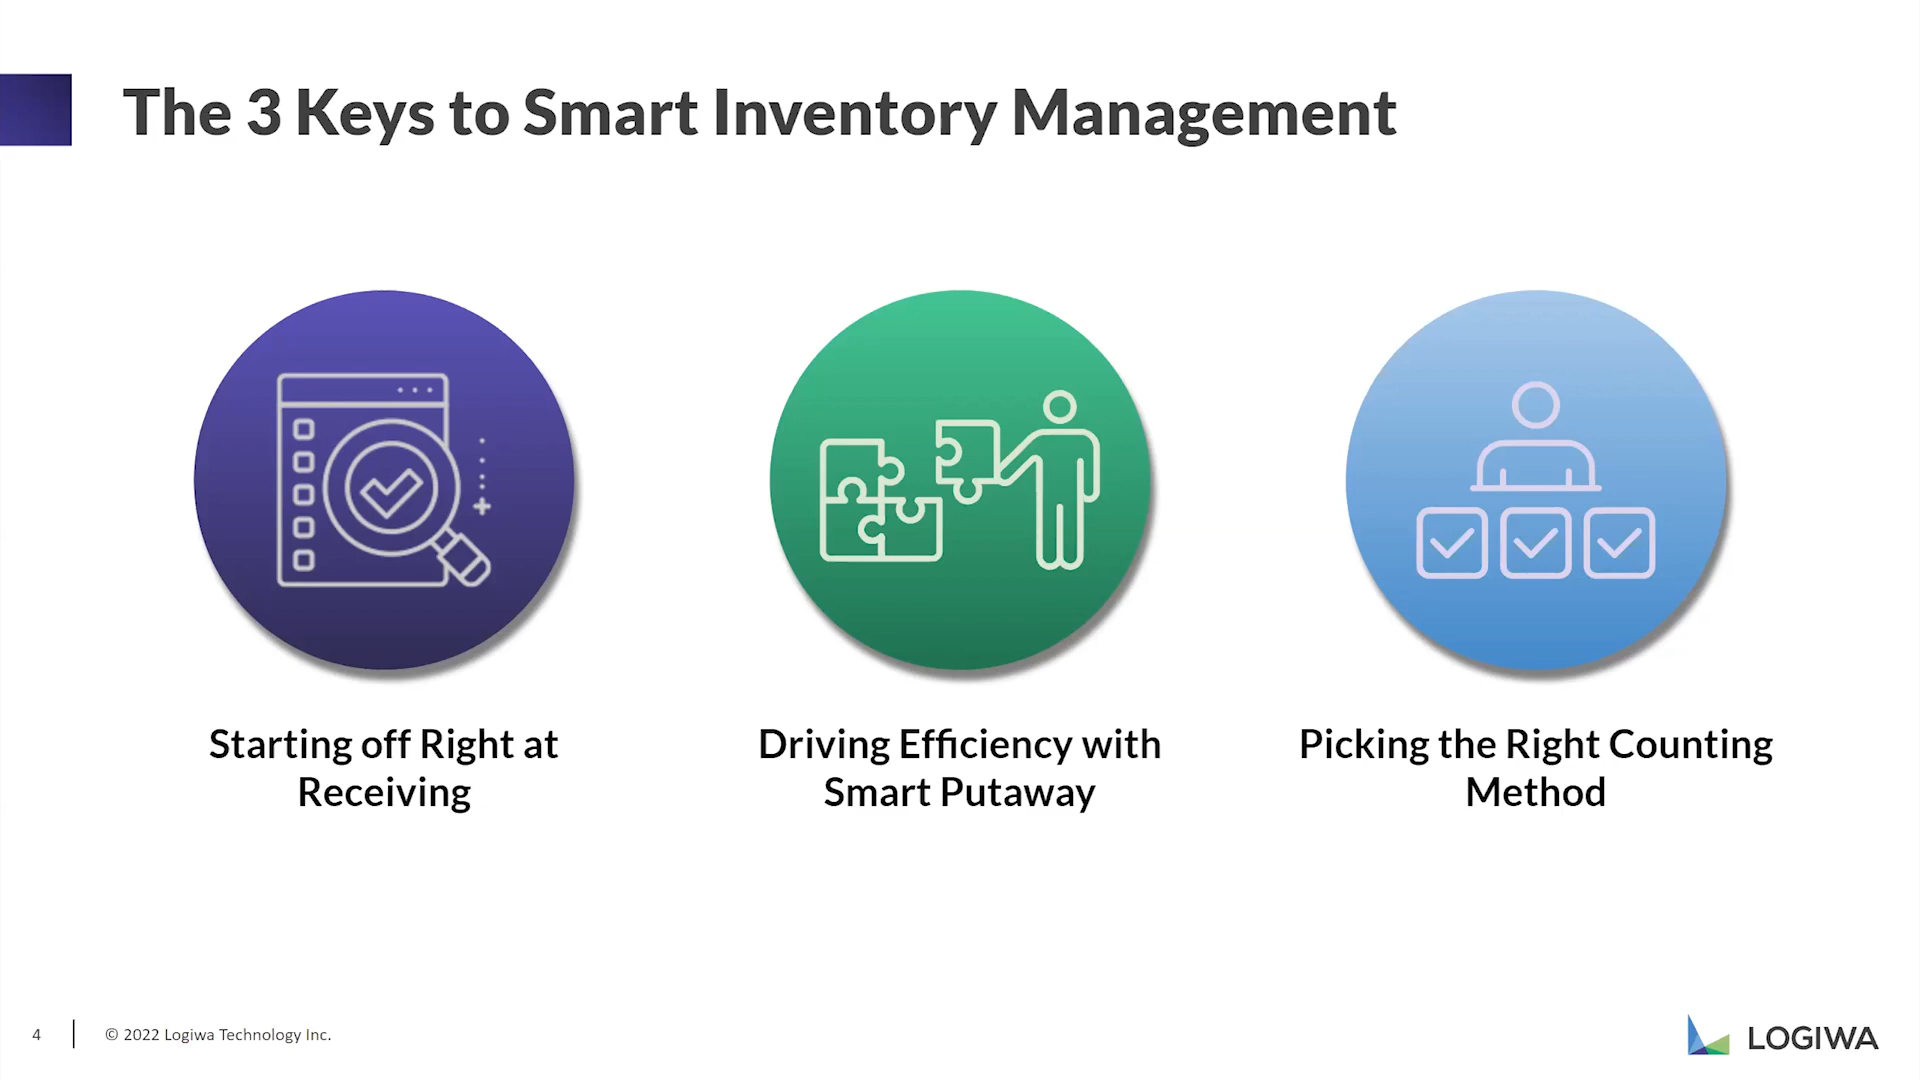 The 3 Keys to Smart Inventory Management
Starting off Right at
Receiving
Driving Efficiency with
Smart Putaway
Picking the Right Counting
Method
4
© 2022 Logiwa Technology Inc.
LOGIWA